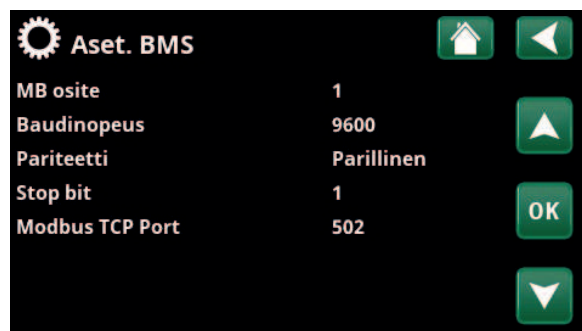 Aset. BMS
MB osite 1
Baudinopeus 9600
Pariteetti Parillinen
Stop bit 1
OK
Modbus TCP Port 502